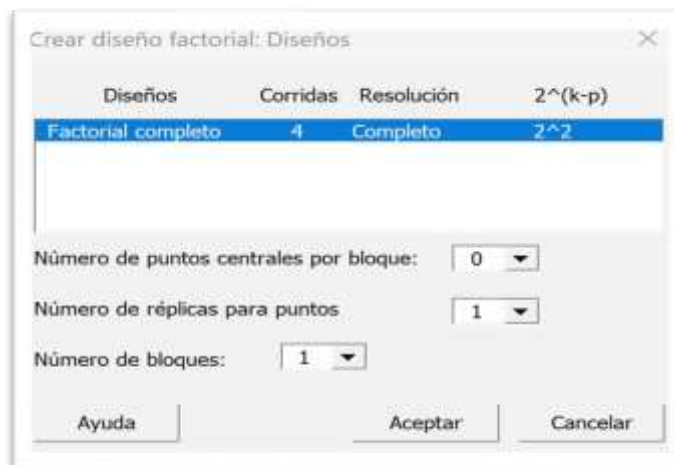 Crear diseño factorial: Diseños
Diseños Corridas Resolución 2^(k-p)
Factorial completo 4 Completo 2^2
Número de puntos centrales por bloque: 0
Número de réplicas para puntos 1
Número de bloques: 1
Ayuda Aceptar Cancelar